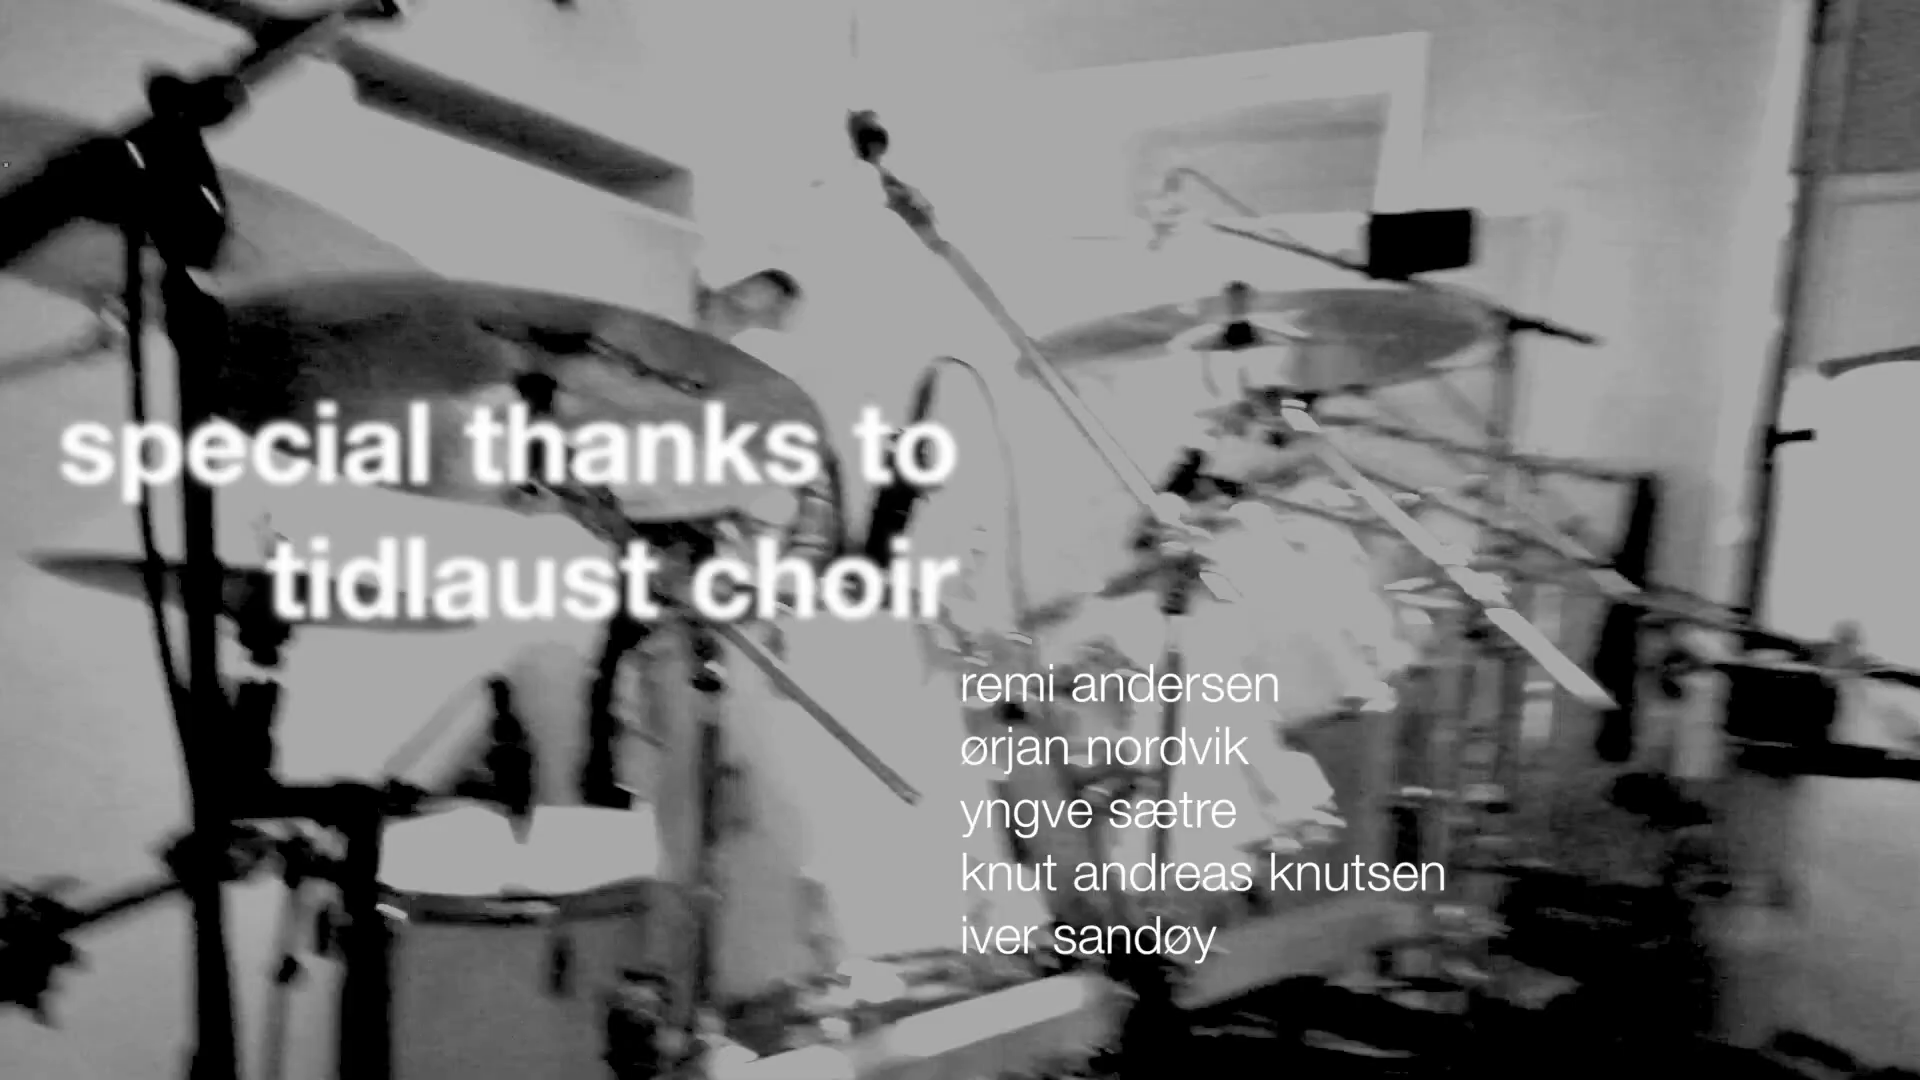 special thanks to
tidlaust choir
remi andersen
ørjan nordvik
yngve sætre
knut andreas knutsen
iver sandøy